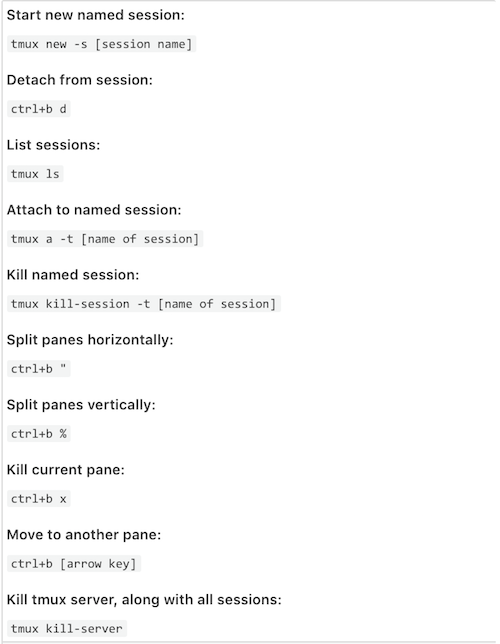 Start new named session:
tmux new -s [session name]
Detach from session:
ctrl+b d
List sessions:
tmux ls
Attach to named session:
tmux a -t [name of session]
Kill named session:
tmux kill-session -t [name of session]
Split panes horizontally:
ctrl+b "
Split panes vertically:
ctrl+b %
Kill current pane:
ctrl+b x
Move to another pane:
ctrl+b [arrow key]
Kill tmux server, along with all sessions:
tmux kill-server